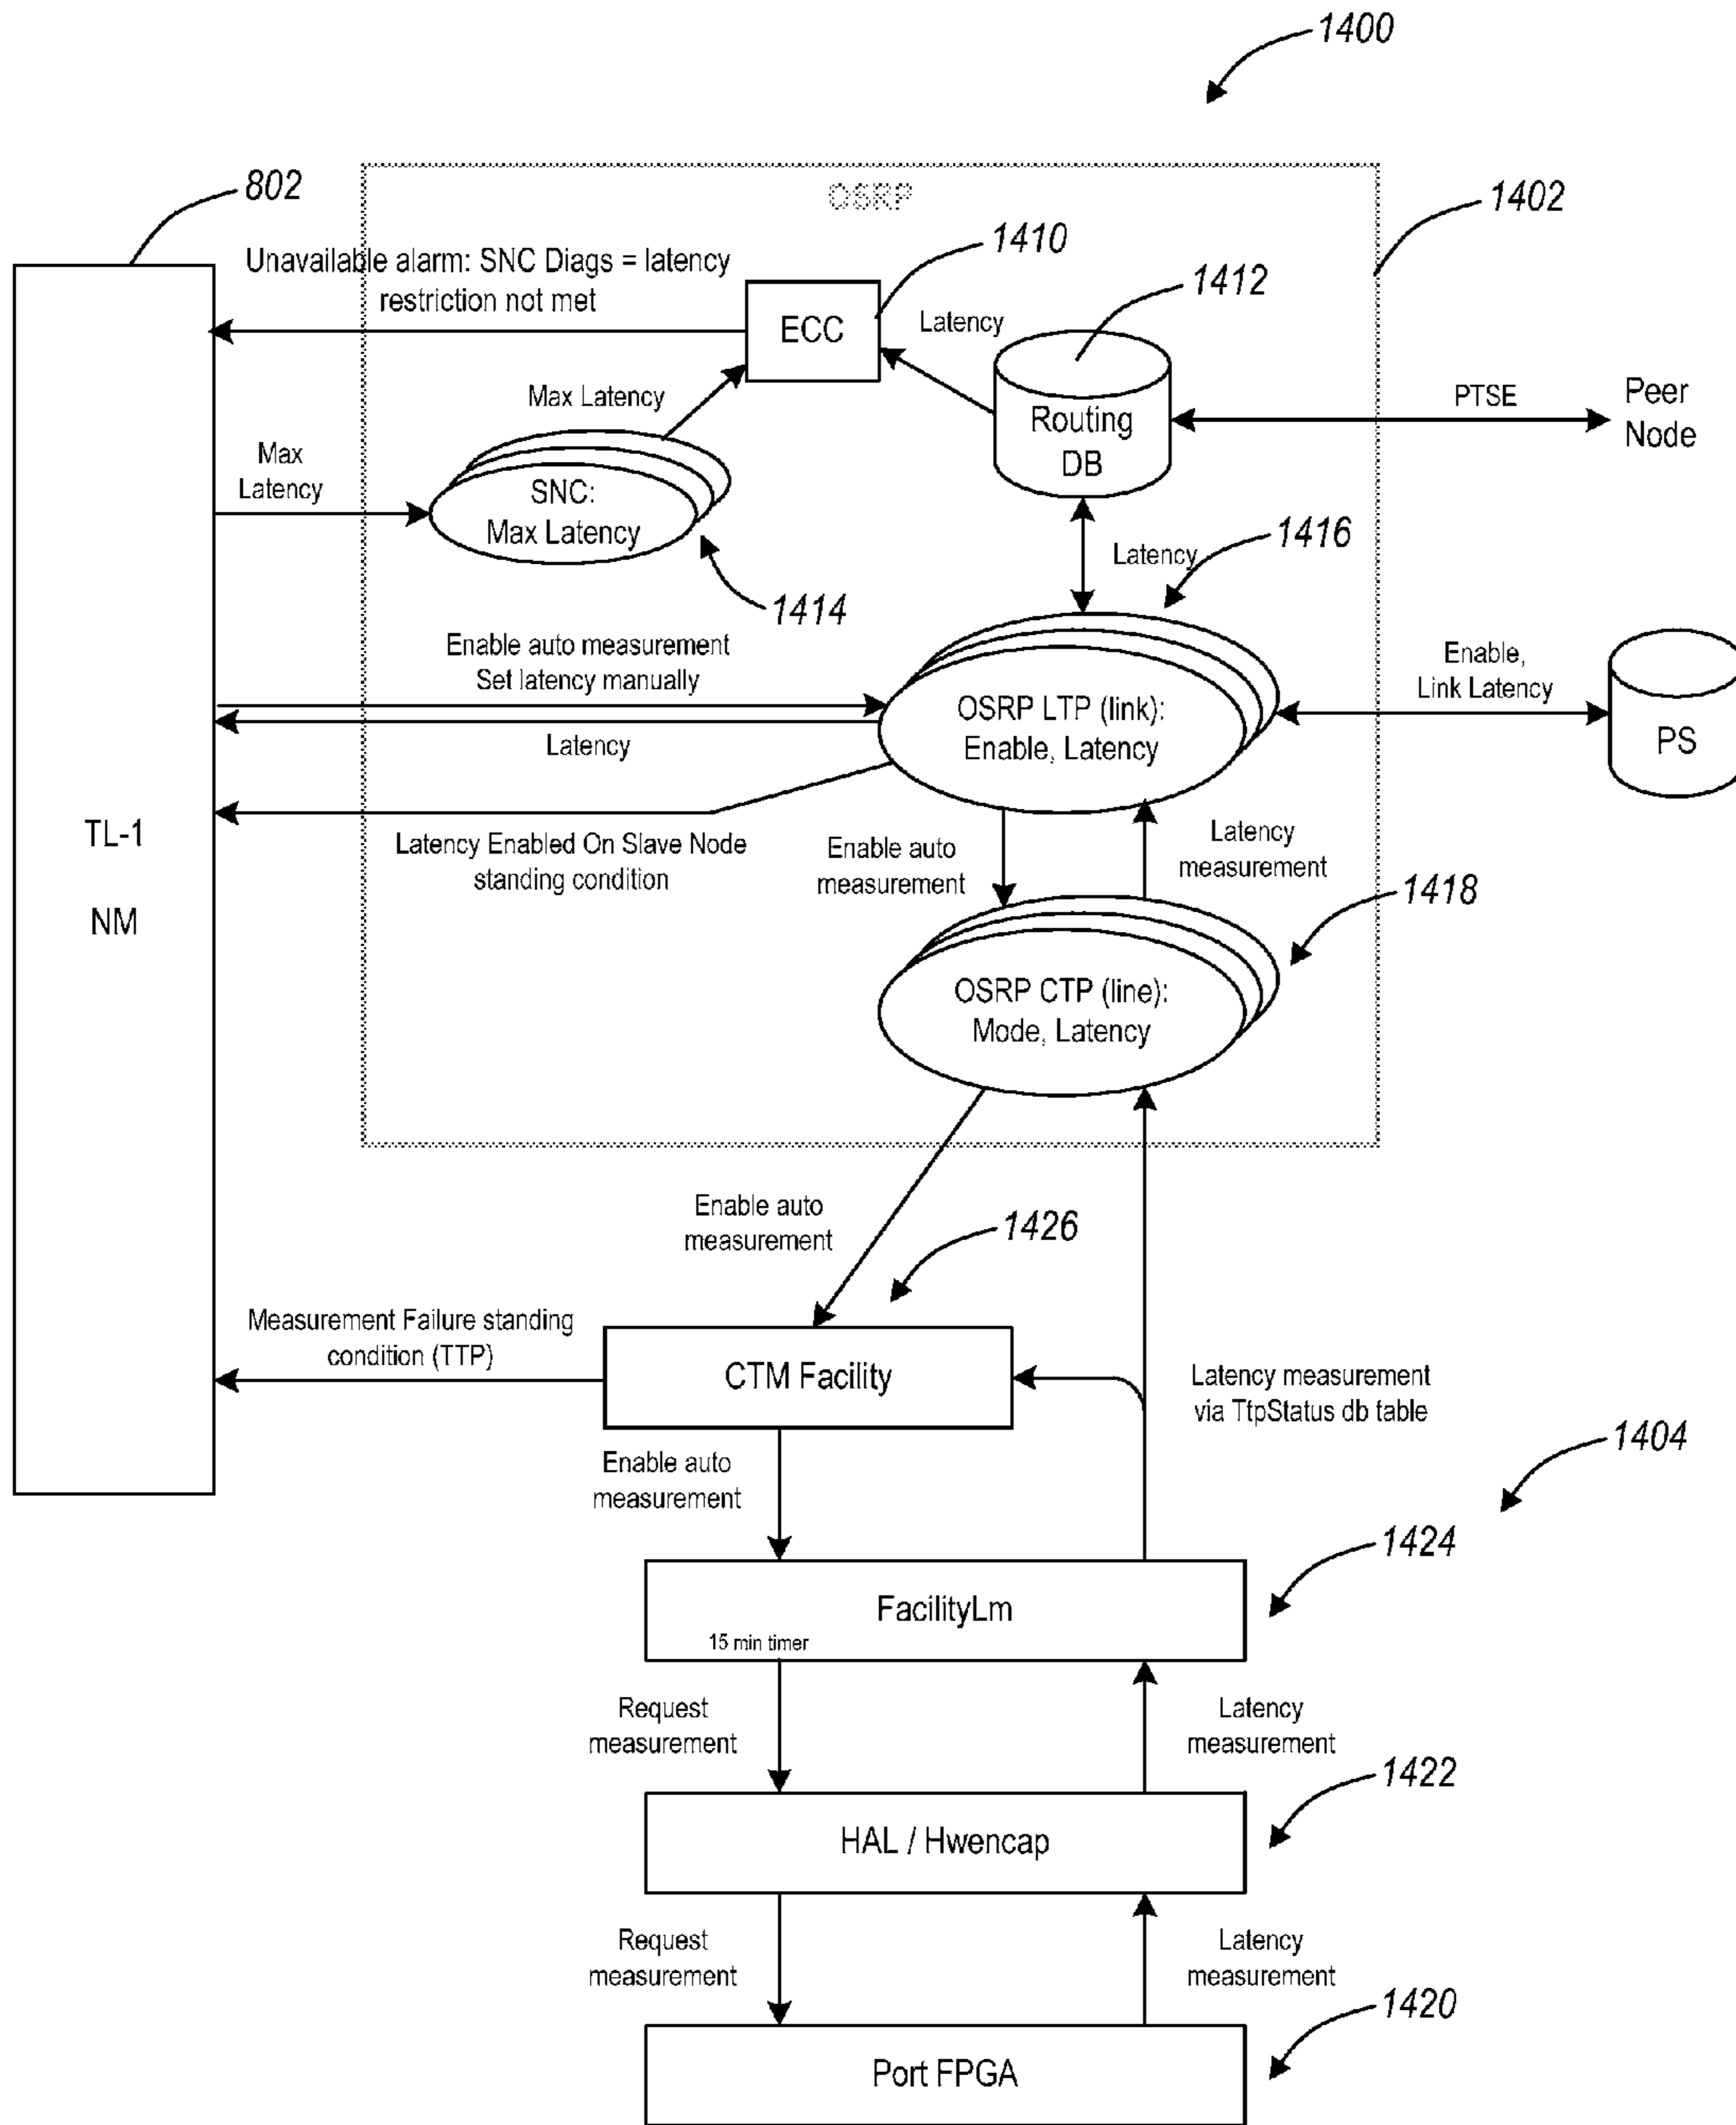 1400
802
OSRP
1402
1410
Unavailable alarm: SNC Diags = latency
restriction not met
1412
ECC
Latency
Max Latency
Routing
DB
PTSE
Peer
Node
Max
Latency
SNC:
Max Latency
1416
Latency
1414
Enable auto measurement
Set latency manually
Enable,
Link Latency
OSRP LTP (link):
Enable, Latency
PS
Latency
TL-1
NM
Latency Enabled On Slave Node
standing condition
Enable auto
measurement
Latency
measurement
1418
OSRP CTP (line):
Mode, Latency
Enable auto
measurement
1426
Measurement Failure standing
condition (TTP)
CTM Facility
Latency measurement
via TtpStatus db table
1404
Enable auto
measurement
1424
FacilityLm
15 min timer
Request
measurement
Latency
measurement
1422
HAL / Hwencap
Request
measurement
Latency
measurement
1420
Port FPGA